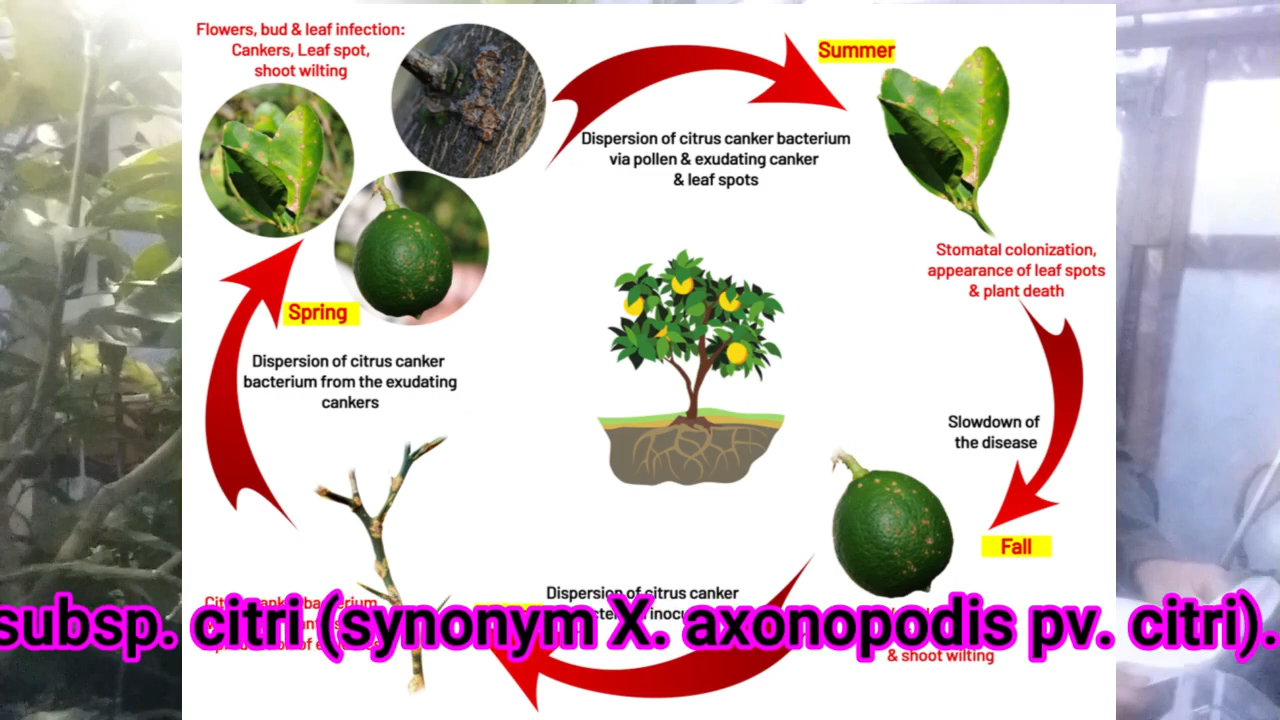 Flowers, bud & leaf infection:
Cankers, Leaf spot,
shoot wilting
Summer
Dispersion of citrus canker bacterium
via pollen & exudating canker
& leaf spots
Stomatal colonization,
appearance of leaf spots
& plant death
Spring
Dispersion of citrus canker
bacterium from the exudating
cankers
Slowdown of
the disease
Fall
Dispersion of citrus canker
subsp. citri (synonym X. axonopodis pv. citri).
& shoot wilting